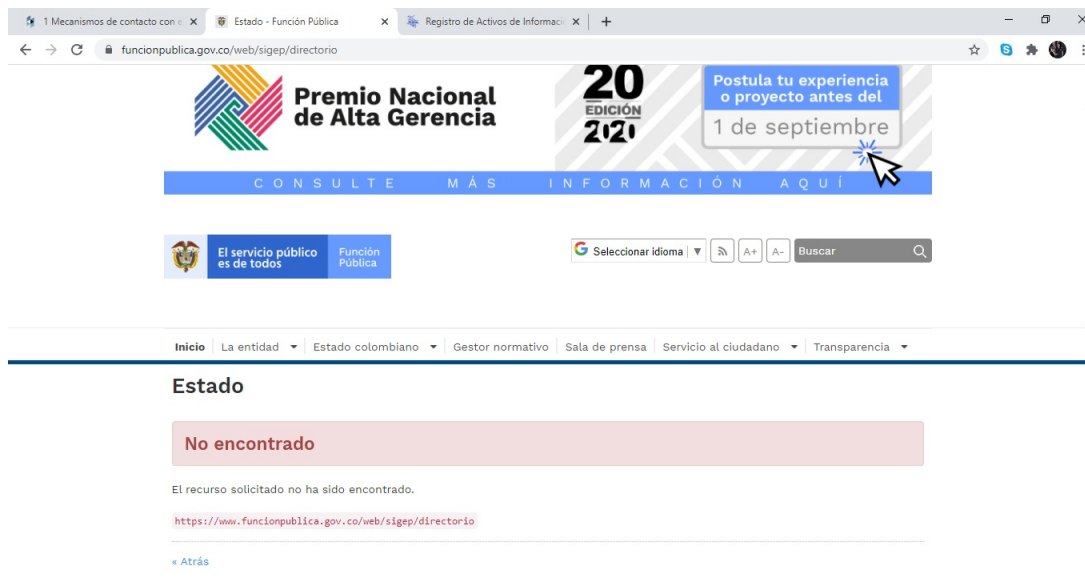 1 Mecanismos de contacto con e
Estado - Función Pública
Registro de Activos de Informaci
funcionpublica.gov.co/web/sigep/directorio
Premio Nacional
de Alta Gerencia
20
EDICIÓN
2020
Postula tu experiencia
o proyecto antes del
1 de septiembre
CONSULTE MÁS INFORMACIÓN AQUÍ
El servicio público
es de todos
Función
Pública
G Seleccionar idioma ▼ A+ A- Buscar
Inicio La entidad Estado colombiano Gestor normativo Sala de prensa Servicio al ciudadano Transparencia
Estado
No encontrado
El recurso solicitado no ha sido encontrado.
https://www.funcionpublica.gov.co/web/sigep/directorio
« Atrás